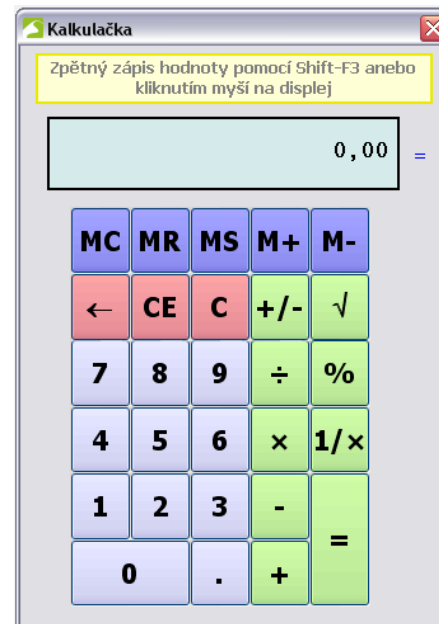 Kalkulačka
Zpětný zápis hodnoty pomocí Shift-F3 anebo
kliknutím myší na displej
0,00 =
MC MR MS M+ M-
← CE C +/- √
7 8 9 ÷ %
4 5 6 × 1/×
1 2 3 -
=
0 . +